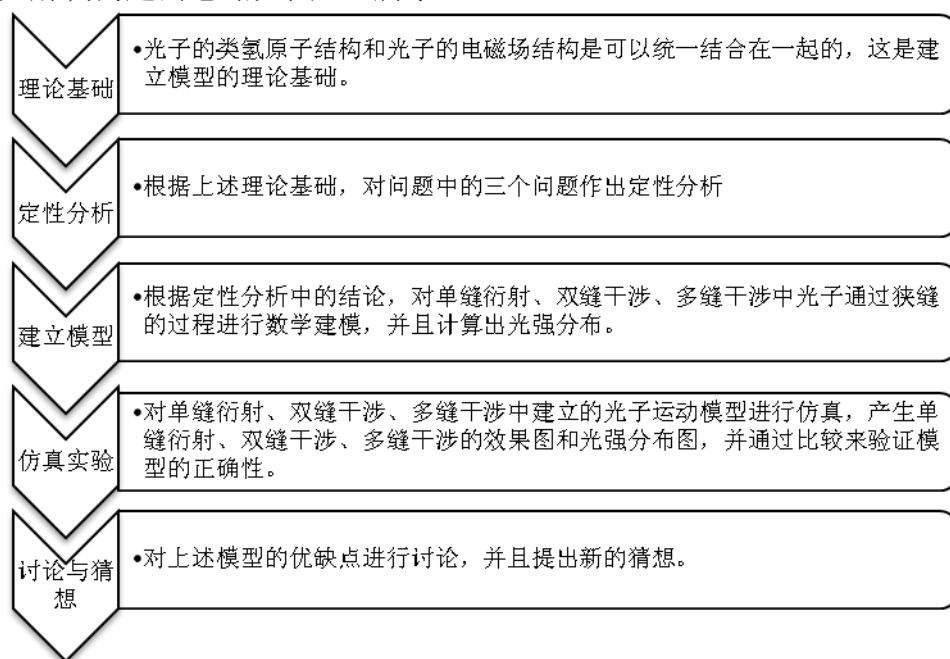 理论基础
•光子的类氢原子结构和光子的电磁场结构是可以统一结合在一起的，这是建
立模型的理论基础。
定性分析
•根据上述理论基础，对问题中的三个问题作出定性分析
建立模型
•根据定性分析中的结论，对单缝衍射、双缝干涉、多缝干涉中光子通过狭缝
的过程进行数学建模，并且计算出光强分布。
仿真实验
•对单缝衍射、双缝干涉、多缝干涉中建立的光子运动模型进行仿真，产生单
缝衍射、双缝干涉、多缝干涉的效果图和光强分布图，并通过比较来验证模
型的正确性。
讨论与猜
想
•对上述模型的优缺点进行讨论，并且提出新的猜想。